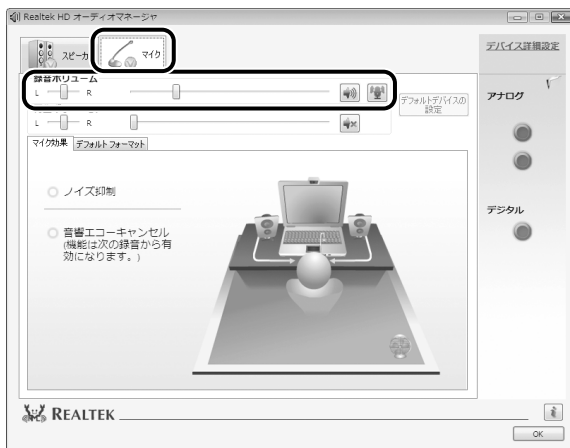 Realtek HD オーディオマネージャ
スピーカ
マイク
デバイス詳細設定
録音ボリューム
L R
デフォルトデバイスの
設定
アナログ
L R
マイク効果 デフォルト フォーマット
ノイズ抑制
音響エコーキャンセル
(機能は次の録音から有
効になります。)
デジタル
REALTEK
OK